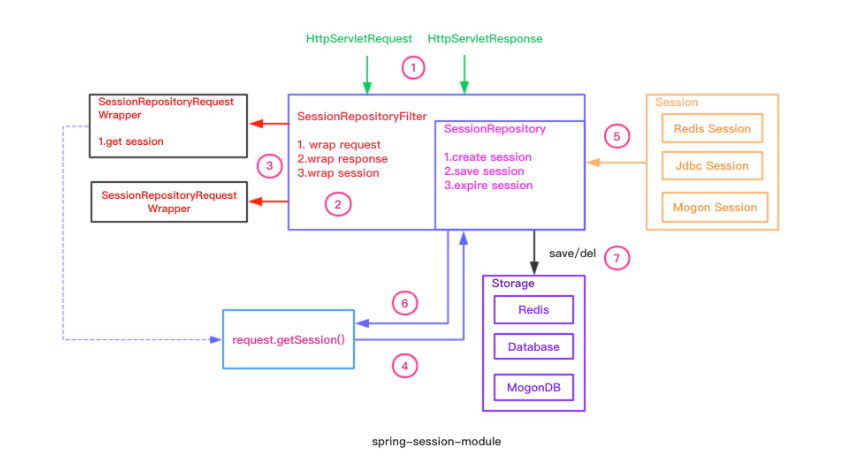 HttpServletRequest
HttpServletResponse
1
SessionRepositoryRequest
Wrapper
1.get session
SessionRepositoryFilter
1. wrap request
2.wrap response
3.wrap session
2
3
SessionRepositoryRequest
Wrapper
SessionRepository
1.create session
2.save session
3.expire session
5
Session
Redis Session
Jdbc Session
Mogon Session
save/del
7
Storage
Redis
Database
MogonDB
6
request.getSession()
4
spring-session-module